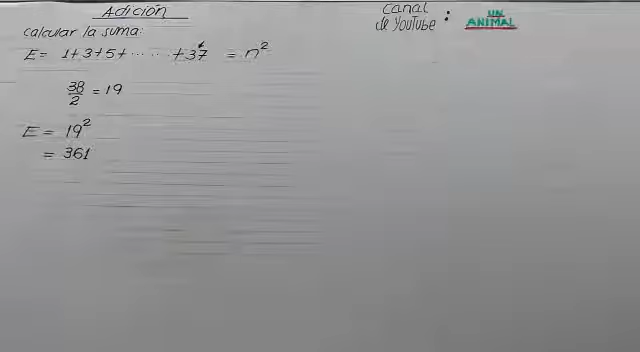 Adición
Calcular la suma:
E = 1+3+5+......+37 = n²
38/2 = 19
E = 19²
= 361
Canal
de YouTube :
UN
ANIMAL